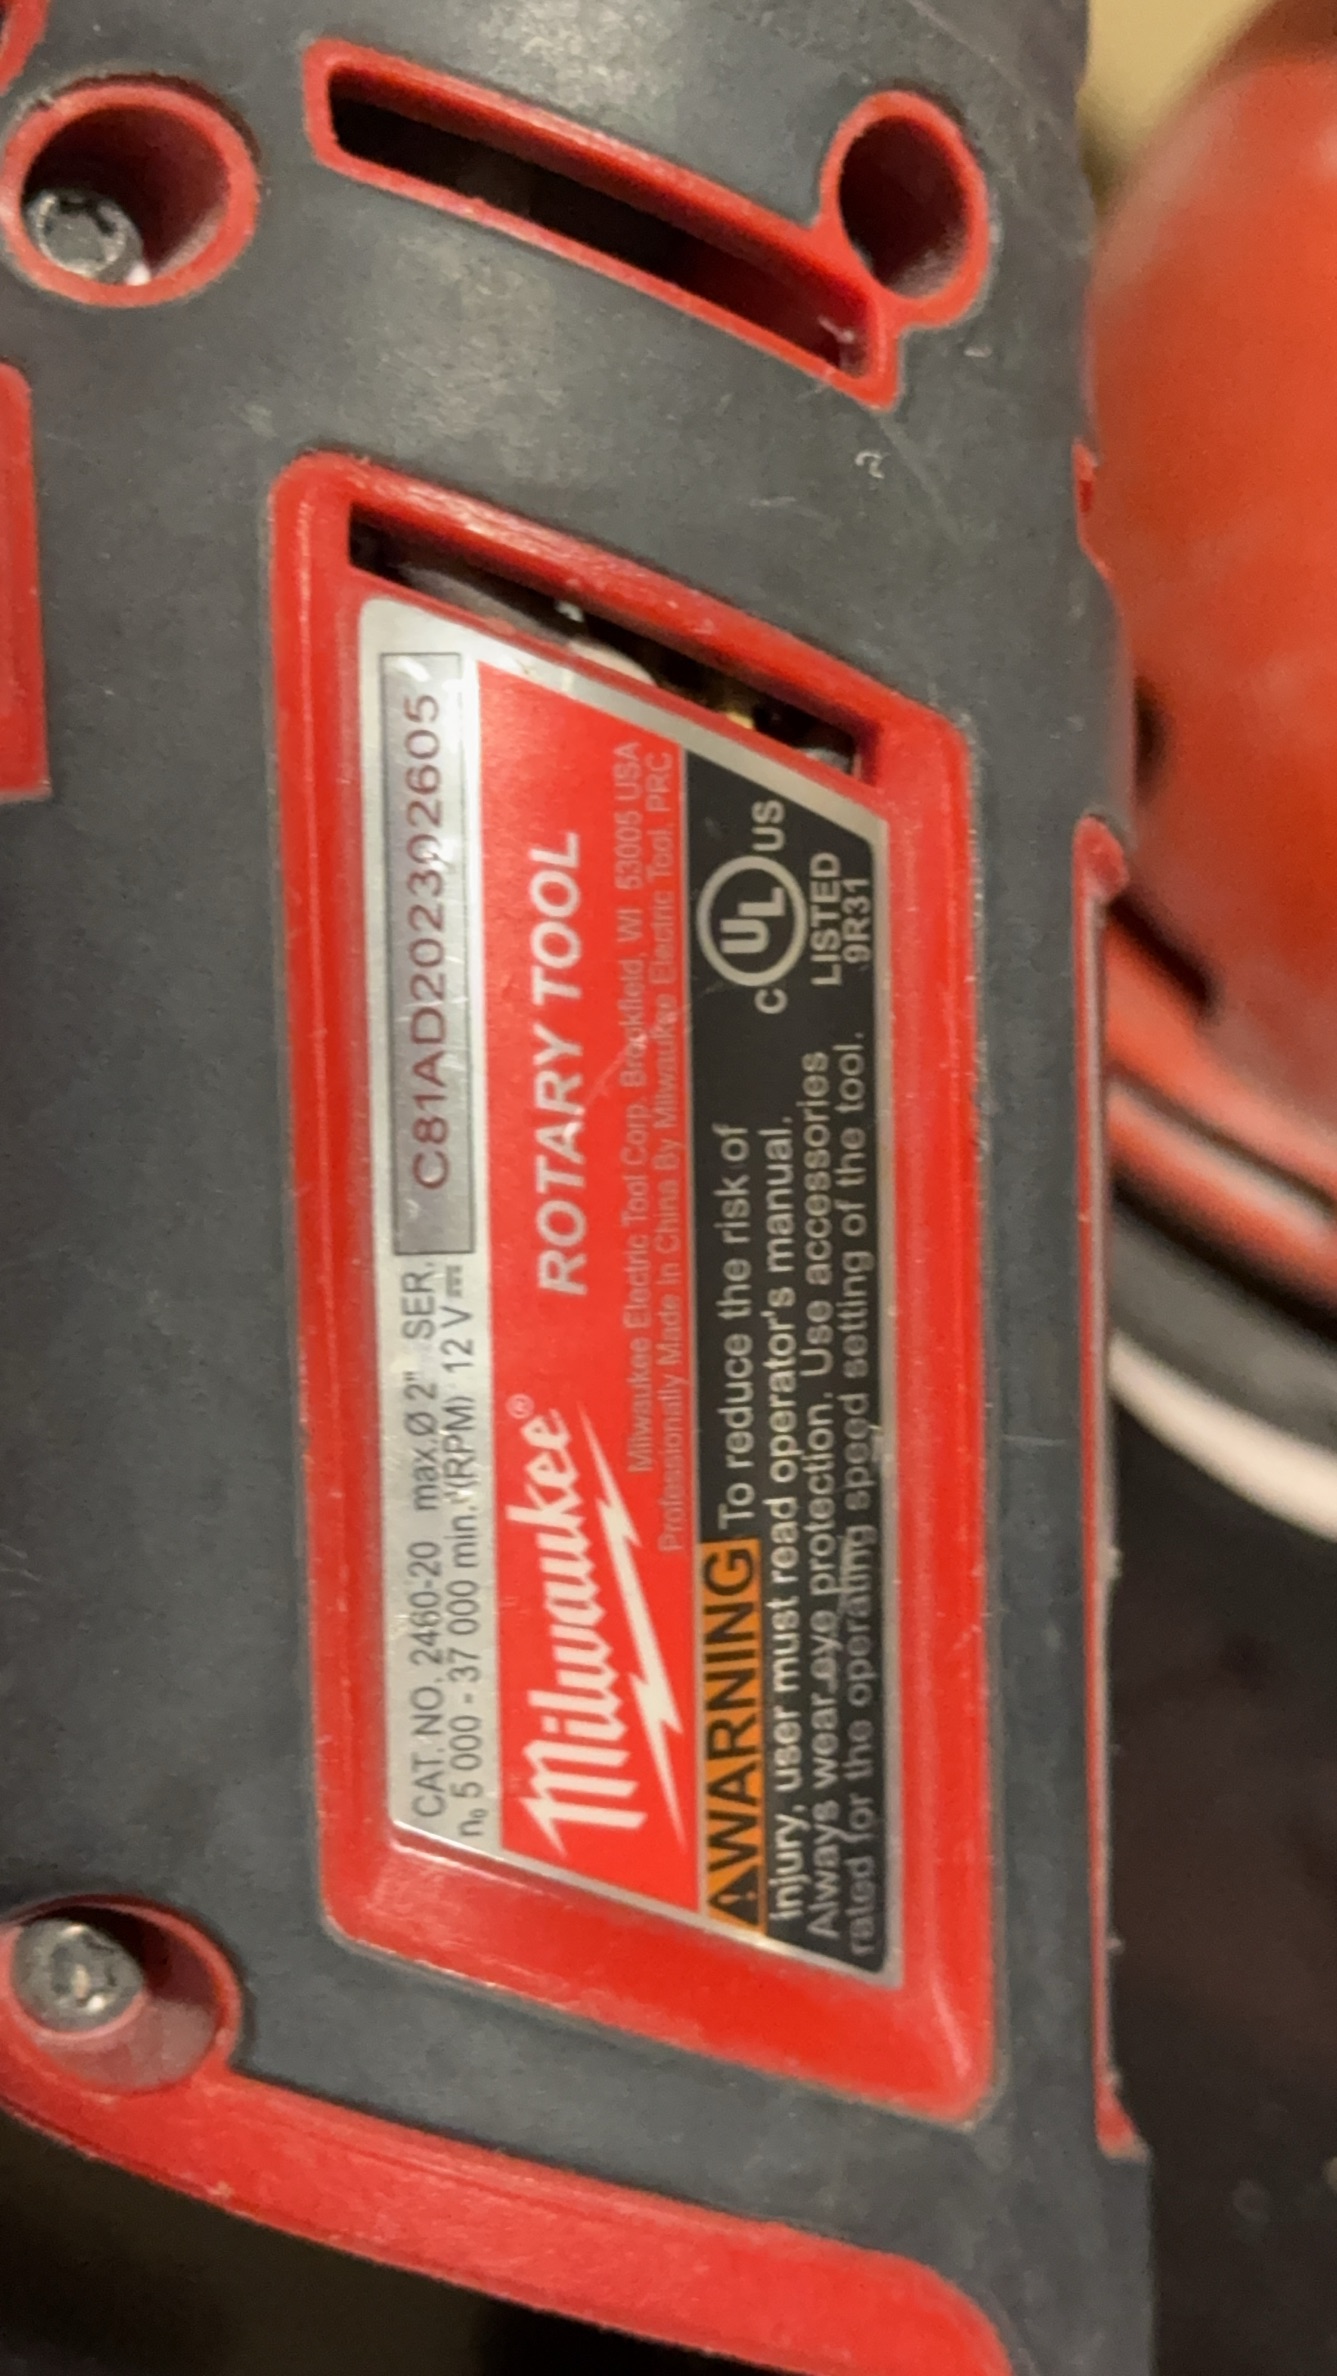 CAT. NO. 2460-20 max.Ø 2" SER. C81AD202302605
n₀ 5 000 - 37 000 min.⁻¹(RPM) 12 V⎓
Milwaukee® ROTARY TOOL
Milwaukee Electric Tool Corp. Brookfield, WI 53005 USA
Professionally Made In China By Milwaukee Electric Tool, PRC
WARNING To reduce the risk of
injury, user must read operator's manual.
Always wear eye protection. Use accessories
rated for the operating speed setting of the tool.
C UL US
LISTED
9R31